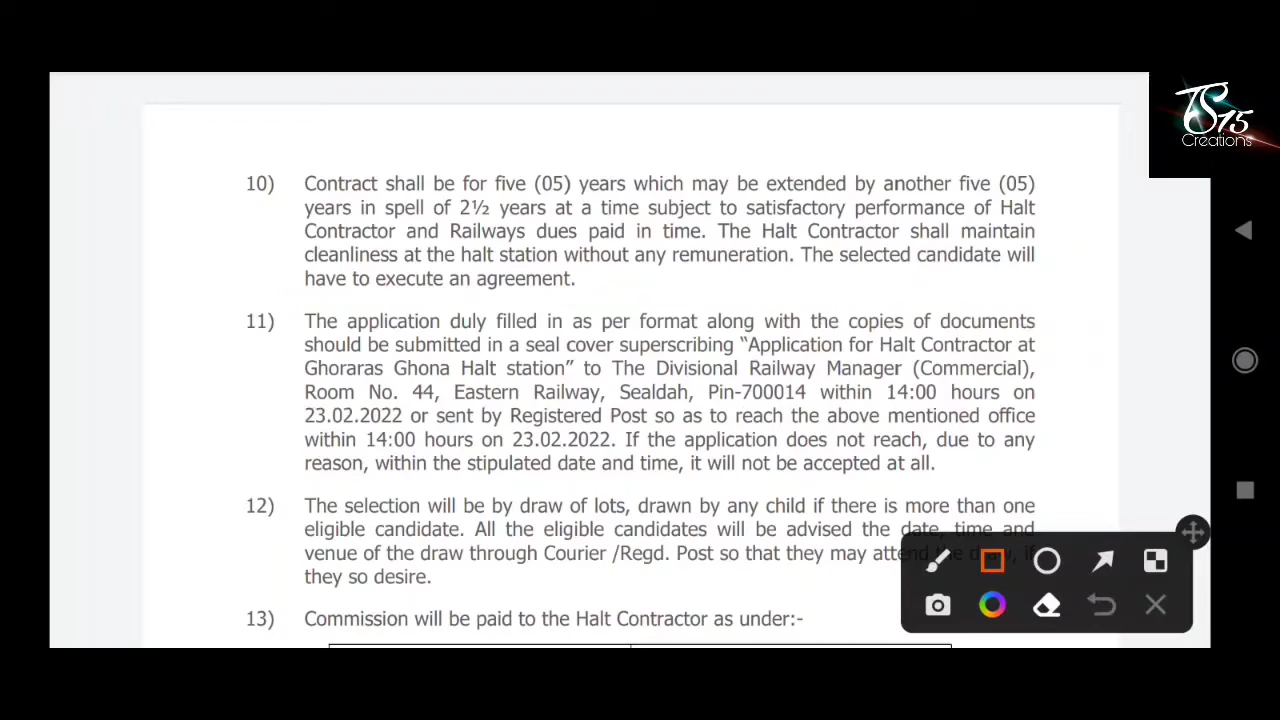 TS15
Creations
10) Contract shall be for five (05) years which may be extended by another five (05)
years in spell of 2½ years at a time subject to satisfactory performance of Halt
Contractor and Railways dues paid in time. The Halt Contractor shall maintain
cleanliness at the halt station without any remuneration. The selected candidate will
have to execute an agreement.
11) The application duly filled in as per format along with the copies of documents
should be submitted in a seal cover superscribing “Application for Halt Contractor at
Ghoraras Ghona Halt station” to The Divisional Railway Manager (Commercial),
Room No. 44, Eastern Railway, Sealdah, Pin-700014 within 14:00 hours on
23.02.2022 or sent by Registered Post so as to reach the above mentioned office
within 14:00 hours on 23.02.2022. If the application does not reach, due to any
reason, within the stipulated date and time, it will not be accepted at all.
12) The selection will be by draw of lots, drawn by any child if there is more than one
eligible candidate. All the eligible candidates will be advised the date, time and
venue of the draw through Courier /Regd. Post so that they may attend the draw, if
they so desire.
13) Commission will be paid to the Halt Contractor as under:-